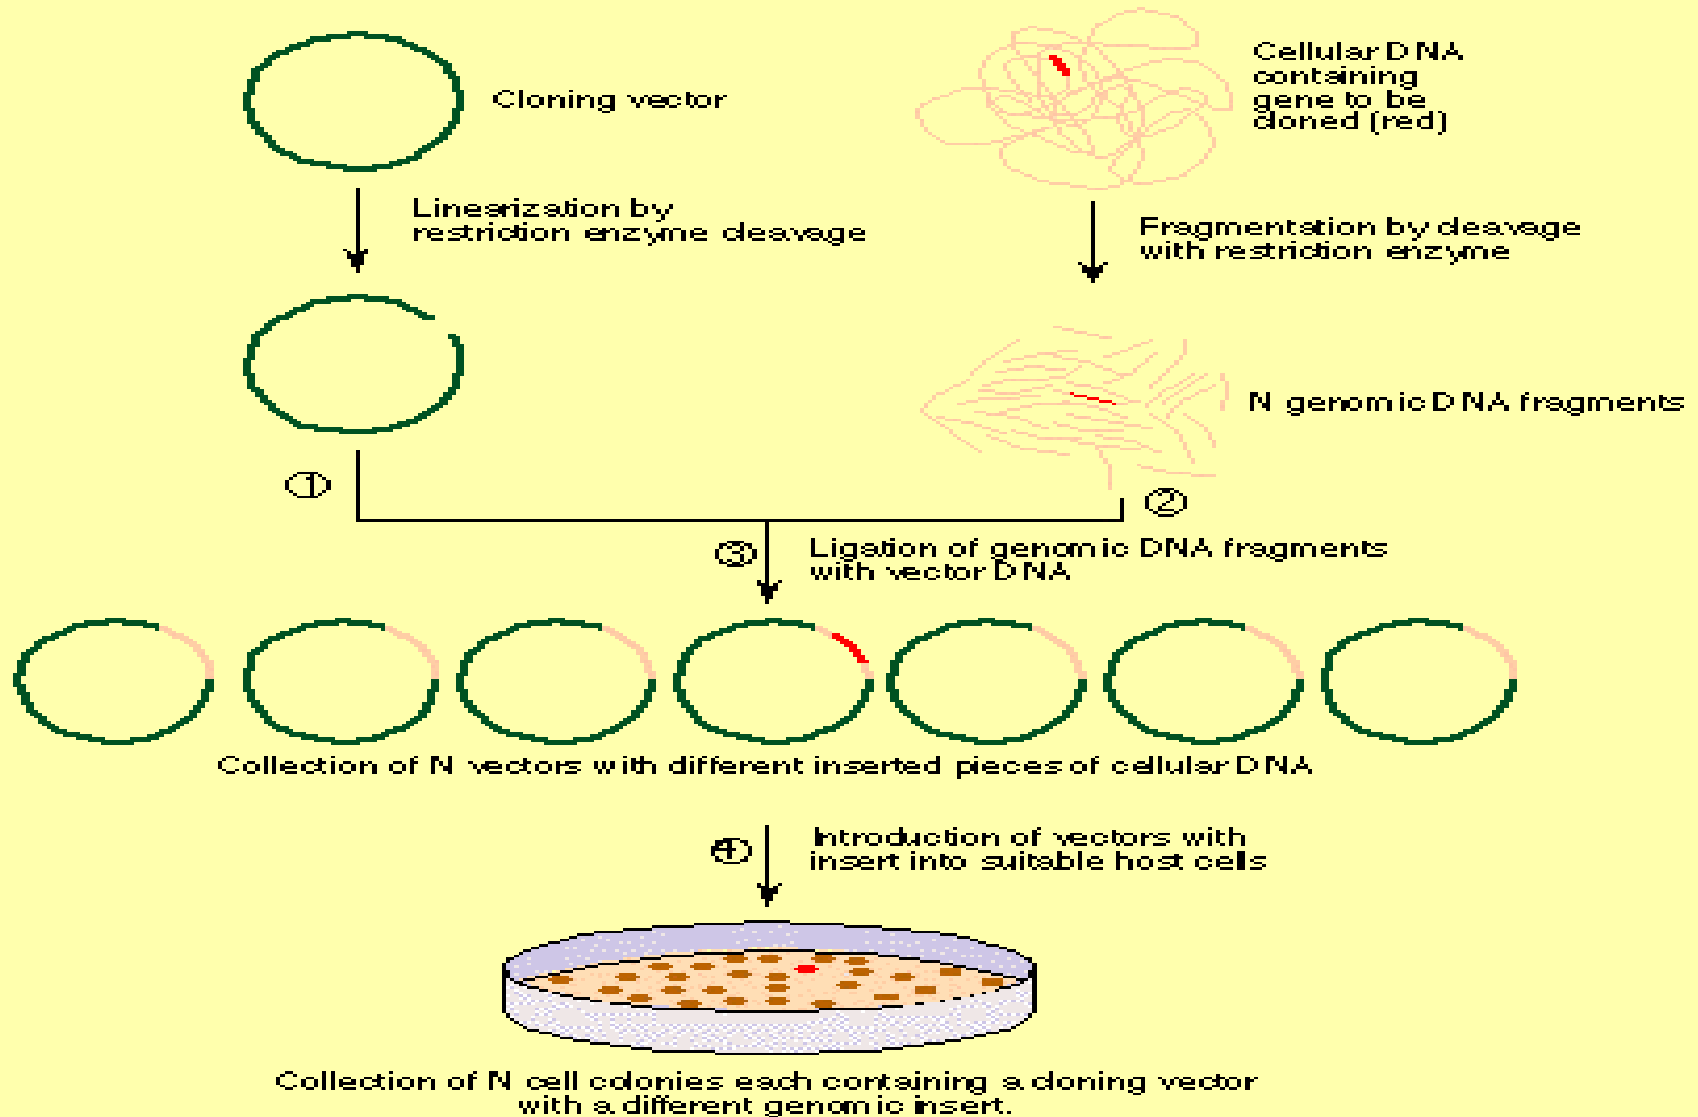 Cloning vector
Cellular DNA
containing
gene to be
cloned (red)
Linearization by
restriction enzyme cleavage
Fragmentation by cleavage
with restriction enzyme
N genomic DNA fragments
①
②
③
Ligation of genomic DNA fragments
with vector DNA
Collection of N vectors with different inserted pieces of cellular DNA
④
Introduction of vectors with
insert into suitable host cells
Collection of N cell colonies each containing a cloning vector
with a different genomic insert.